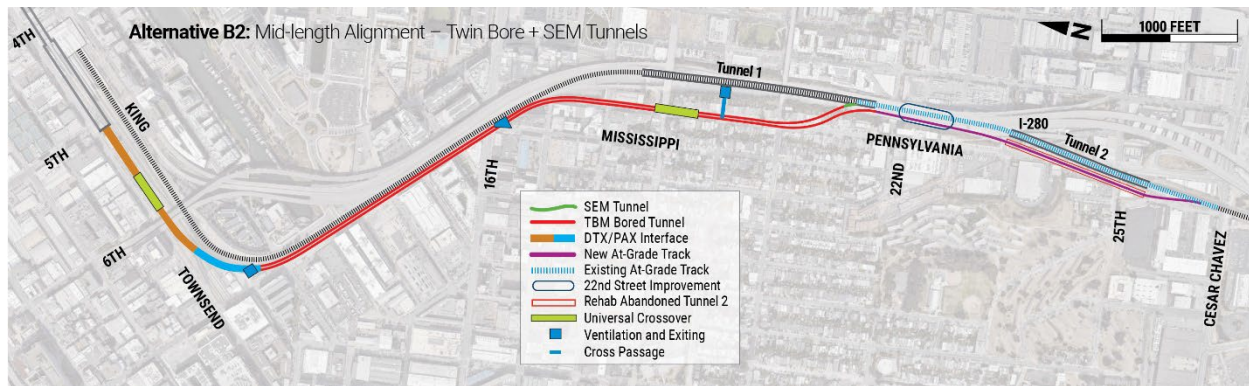 Alternative B2: Mid-length Alignment – Twin Bore + SEM Tunnels
N
1000 FEET
4TH
KING
5TH
6TH
TOWNSEND
16TH
Tunnel 1
MISSISSIPPI
PENNSYLVANIA
22ND
I-280
Tunnel 2
25TH
CESAR CHAVEZ
SEM Tunnel
TBM Bored Tunnel
DTX/PAX Interface
New At-Grade Track
Existing At-Grade Track
22nd Street Improvement
Rehab Abandoned Tunnel 2
Universal Crossover
Ventilation and Exiting
Cross Passage